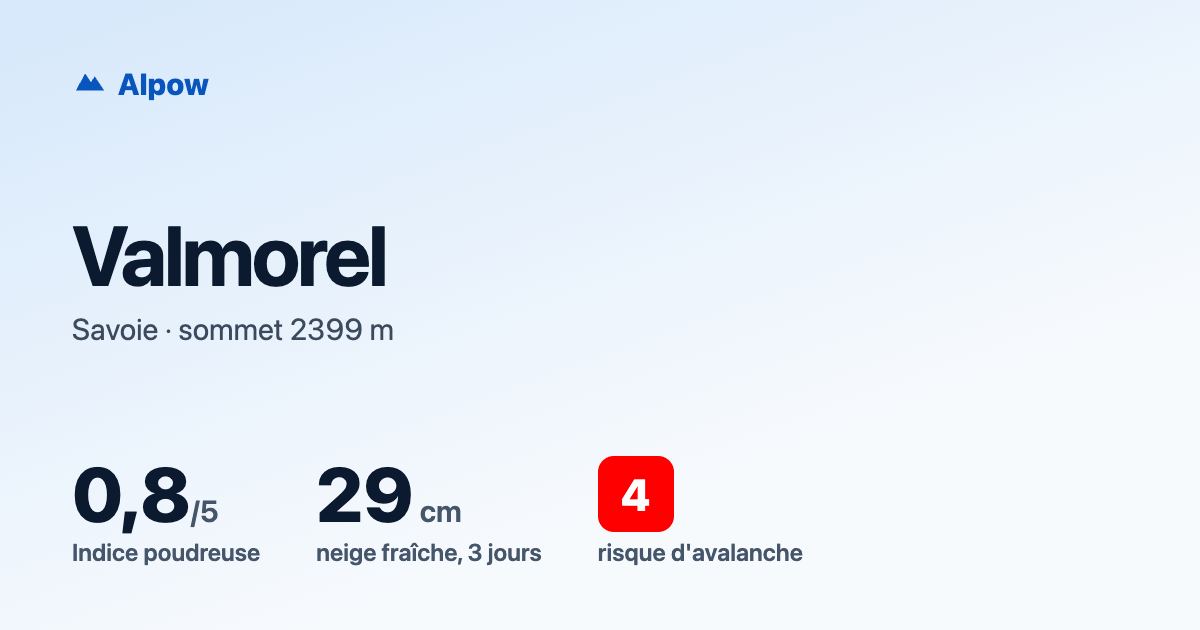 Alpow
Valmorel
Savoie · sommet 2399 m
0,8/5
Indice poudreuse
29 cm
neige fraîche, 3 jours
4
risque d'avalanche